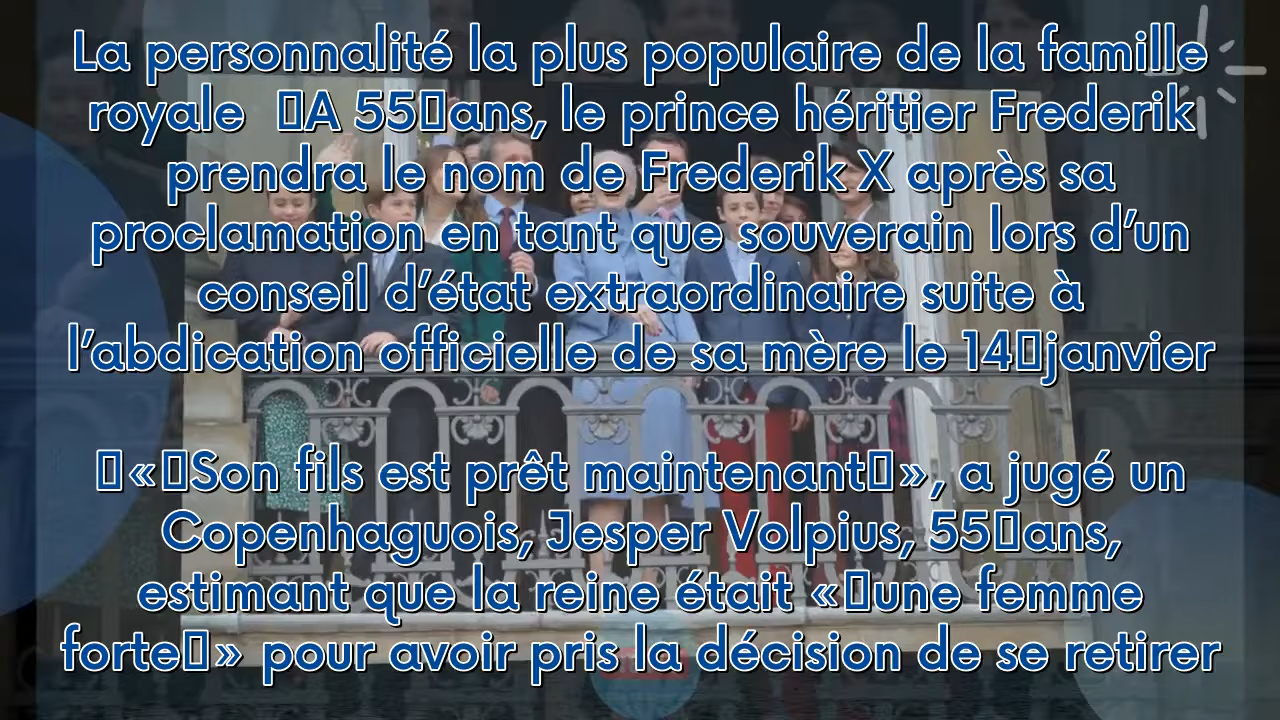 La personnalité la plus populaire de la famille
royale  A 55 ans, le prince héritier Frederik
prendra le nom de Frederik X après sa
proclamation en tant que souverain lors d’un
conseil d’état extraordinaire suite à
l’abdication officielle de sa mère le 14 janvier
« Son fils est prêt maintenant », a jugé un
Copenhaguois, Jesper Volpius, 55 ans,
estimant que la reine était « une femme
forte » pour avoir pris la décision de se retirer